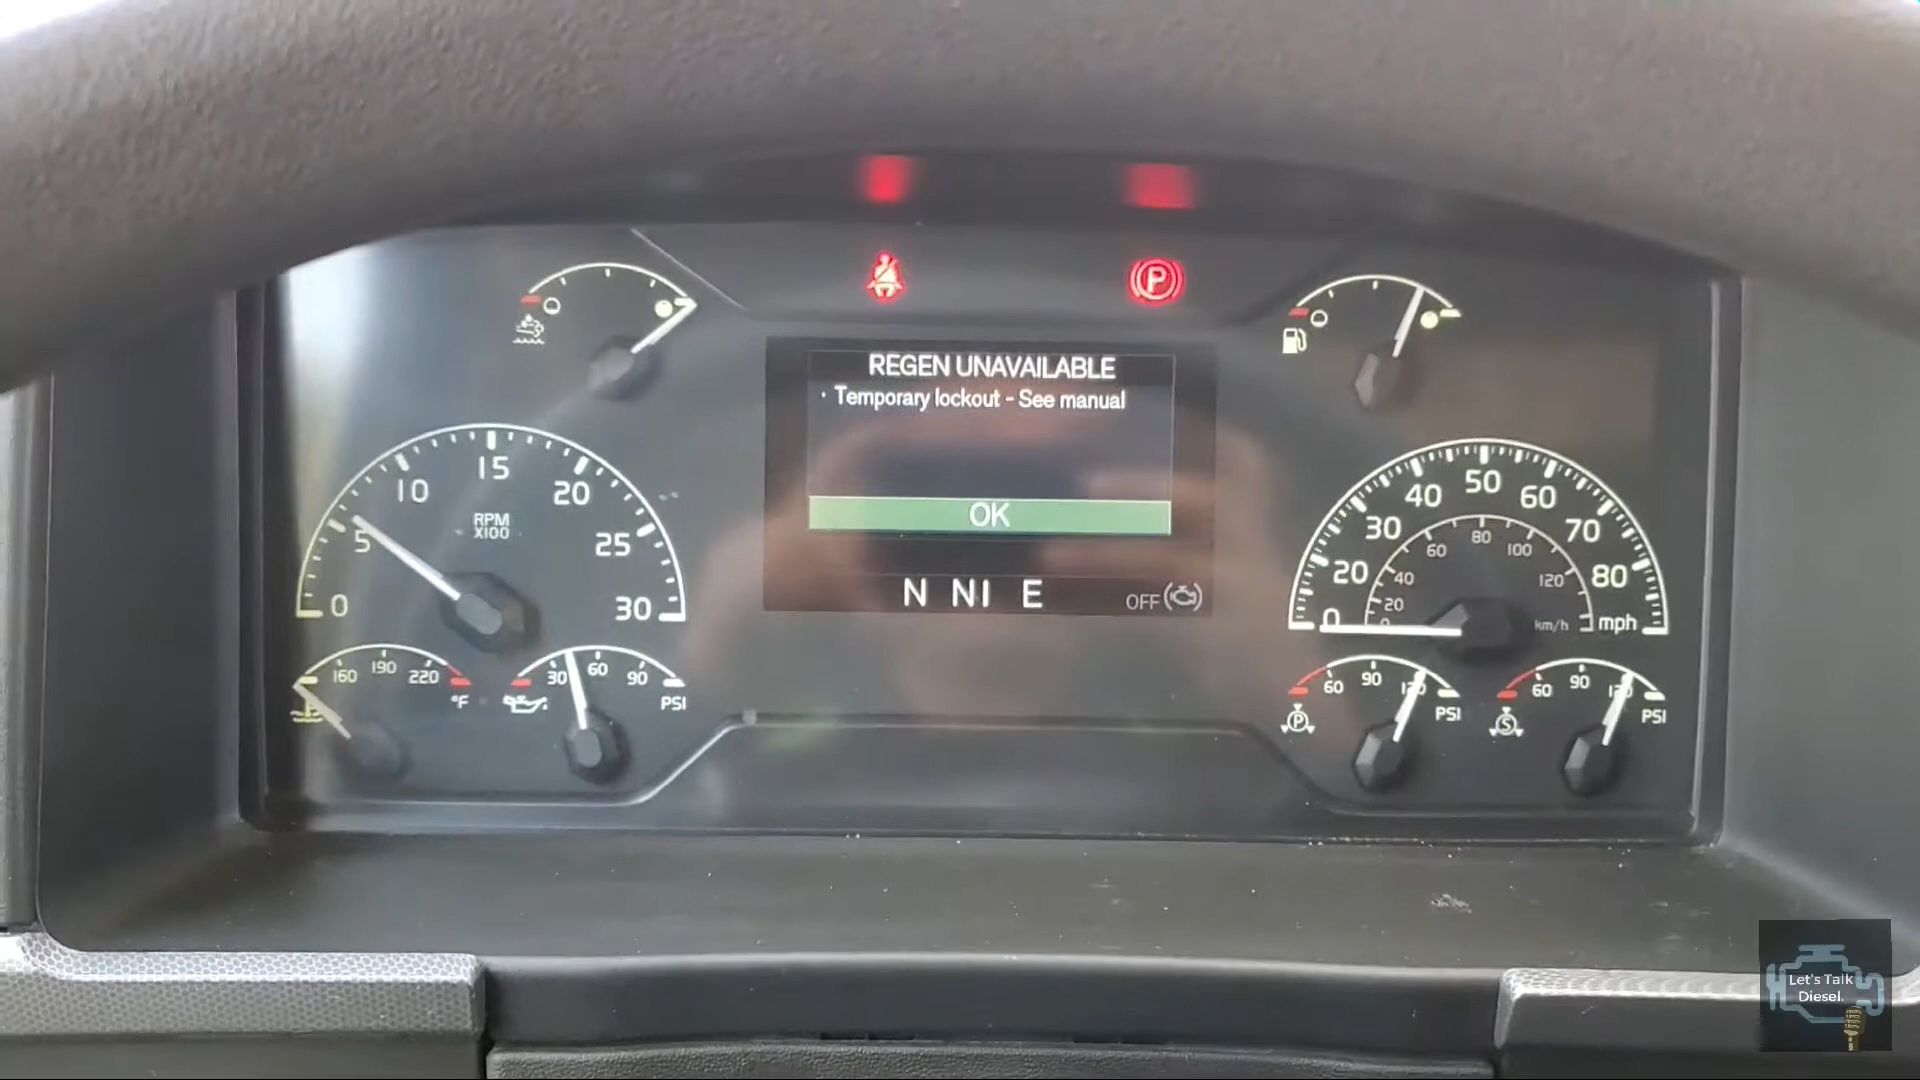 REGEN UNAVAILABLE
· Temporary lockout - See manual
OK
N NI E
OFF
0
5
10
15
20
25
30
RPM
X100
160
190
220
°F
30
60
90
PSI
0
20
30
40
50
60
70
80
mph
0
20
40
60
80
100
120
km/h
P
60
90
120
PSI
P
60
90
120
PSI
S
Let's Talk
Diesel.